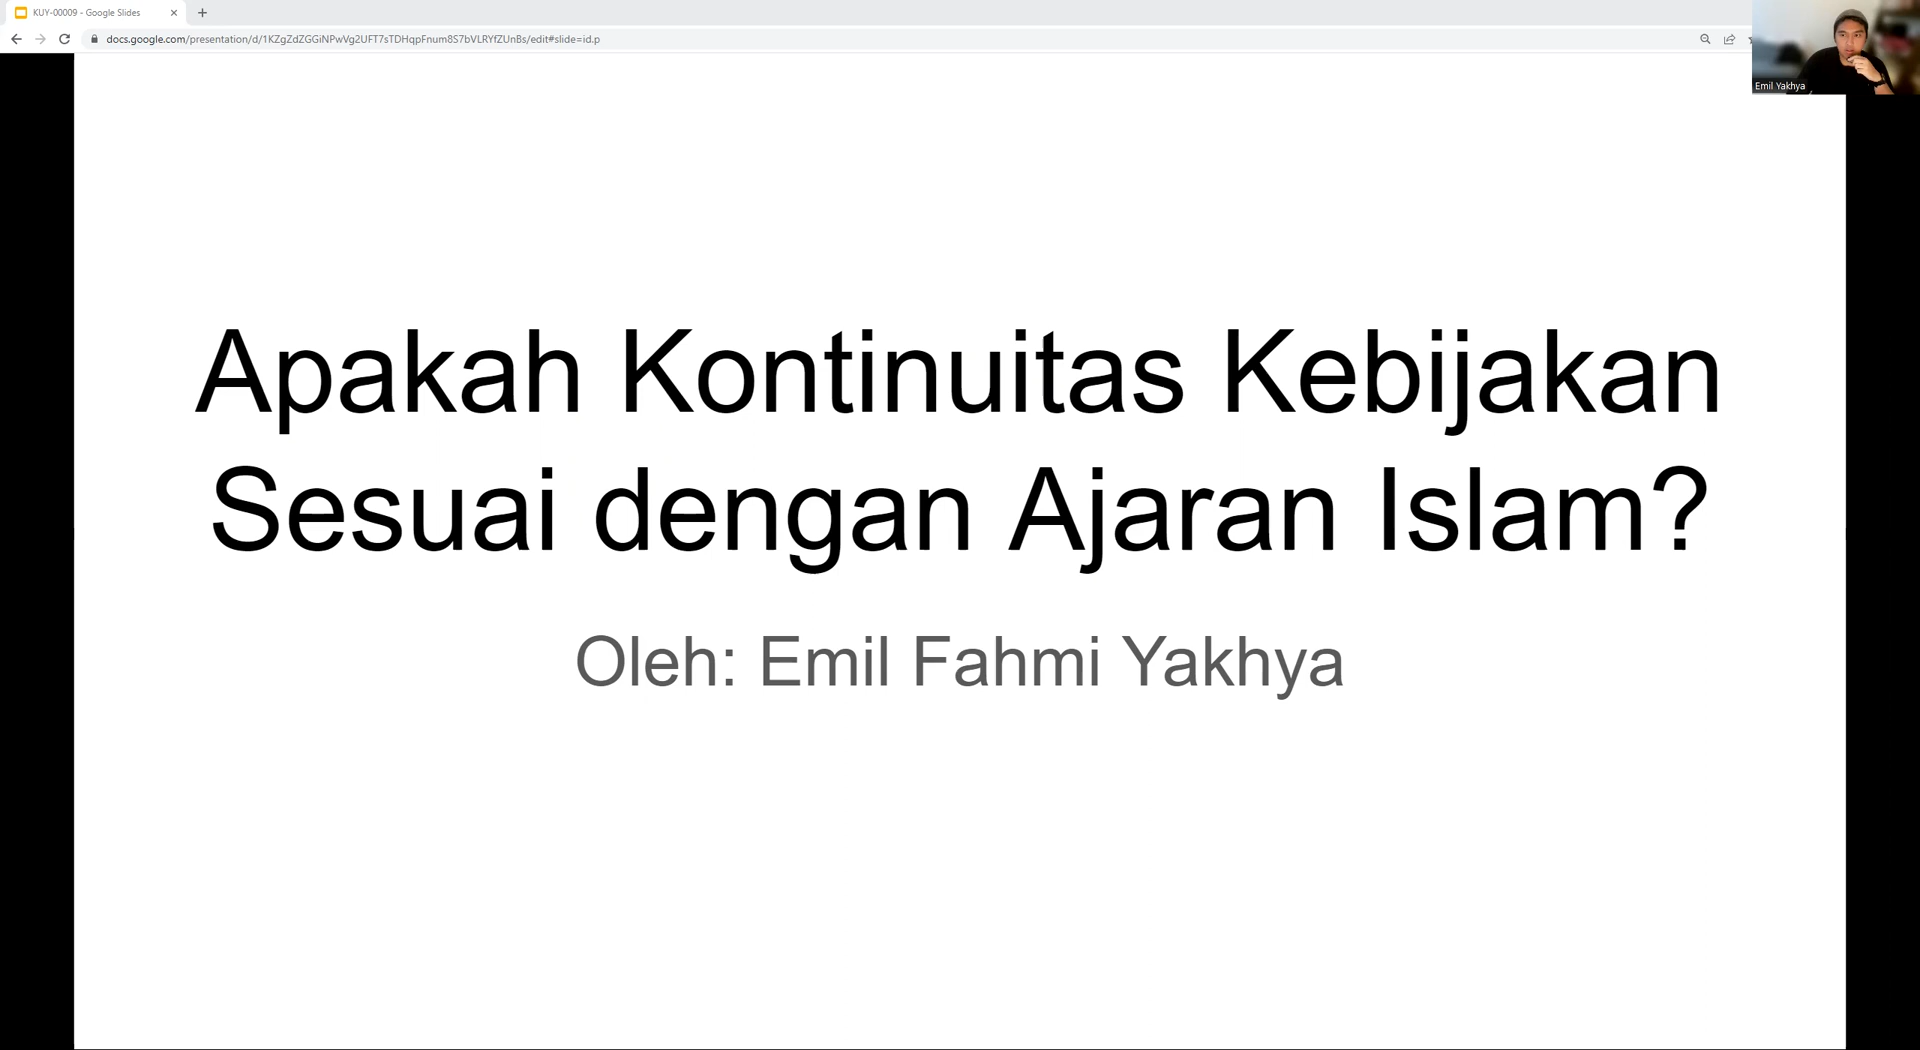 KUY-00009 - Google Slides
docs.google.com/presentation/d/1KZgZdZGGiNPwVg2UFT7sTDHqpFnum8S7bVLRYfZUnBs/edit#slide=id.p
Emil Yakhya
Apakah Kontinuitas Kebijakan
Sesuai dengan Ajaran Islam?
Oleh: Emil Fahmi Yakhya